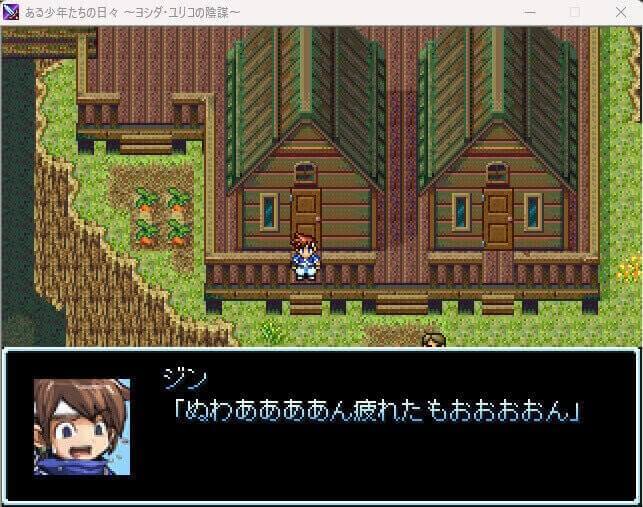 ある少年たちの日々 ～ヨシダ・ユリコの陰謀～
ジン
「ぬわああああん疲れたもおおおおん」